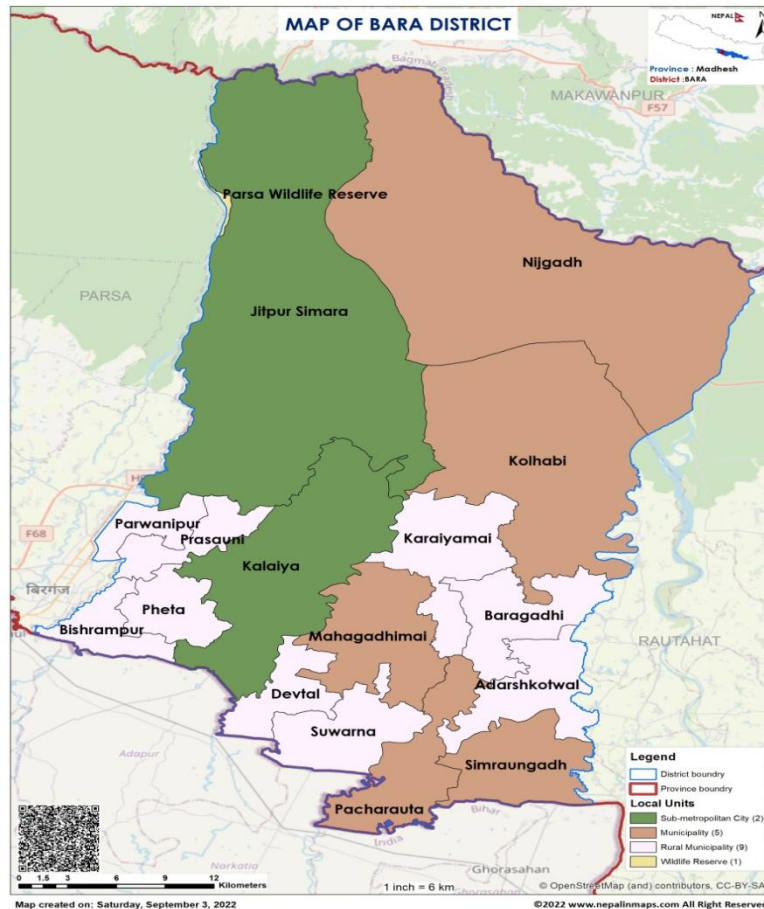 MAP OF BARA DISTRICT
NEPAL
N
Province : Madhesh
District :BARA
Bagmati Pradesh
MAKAWANPUR
F57
Parsa Wildlife Reserve
Nijgadh
PARSA
Jitpur Simara
Kolhabi
Parwanipur
Prasauni
Karaiyamai
F68
Kalaiya
बिरगंज
Pheta
Baragadhi
Bishrampur
Mahagadhimai
RAUTAHAT
Devtal
Adarshkotwal
Suwarna
Adapur
Simraungadh
Pacharauta
Bihar
India
Narkatia
Ghorasahan
Legend
District boundry
Province boundry
Local Units
Sub-metropolitan City (2)
Municipality (5)
Rural Municipality (9)
Wildlife Reserve (1)
0 1.5 3 6 9 12
Kilometers
1 inch = 6 km
© OpenStreetMap (and) contributors, CC-BY-SA
Map created on: Saturday, September 3, 2022
©2022 www.nepalinmaps.com All Right Reserved